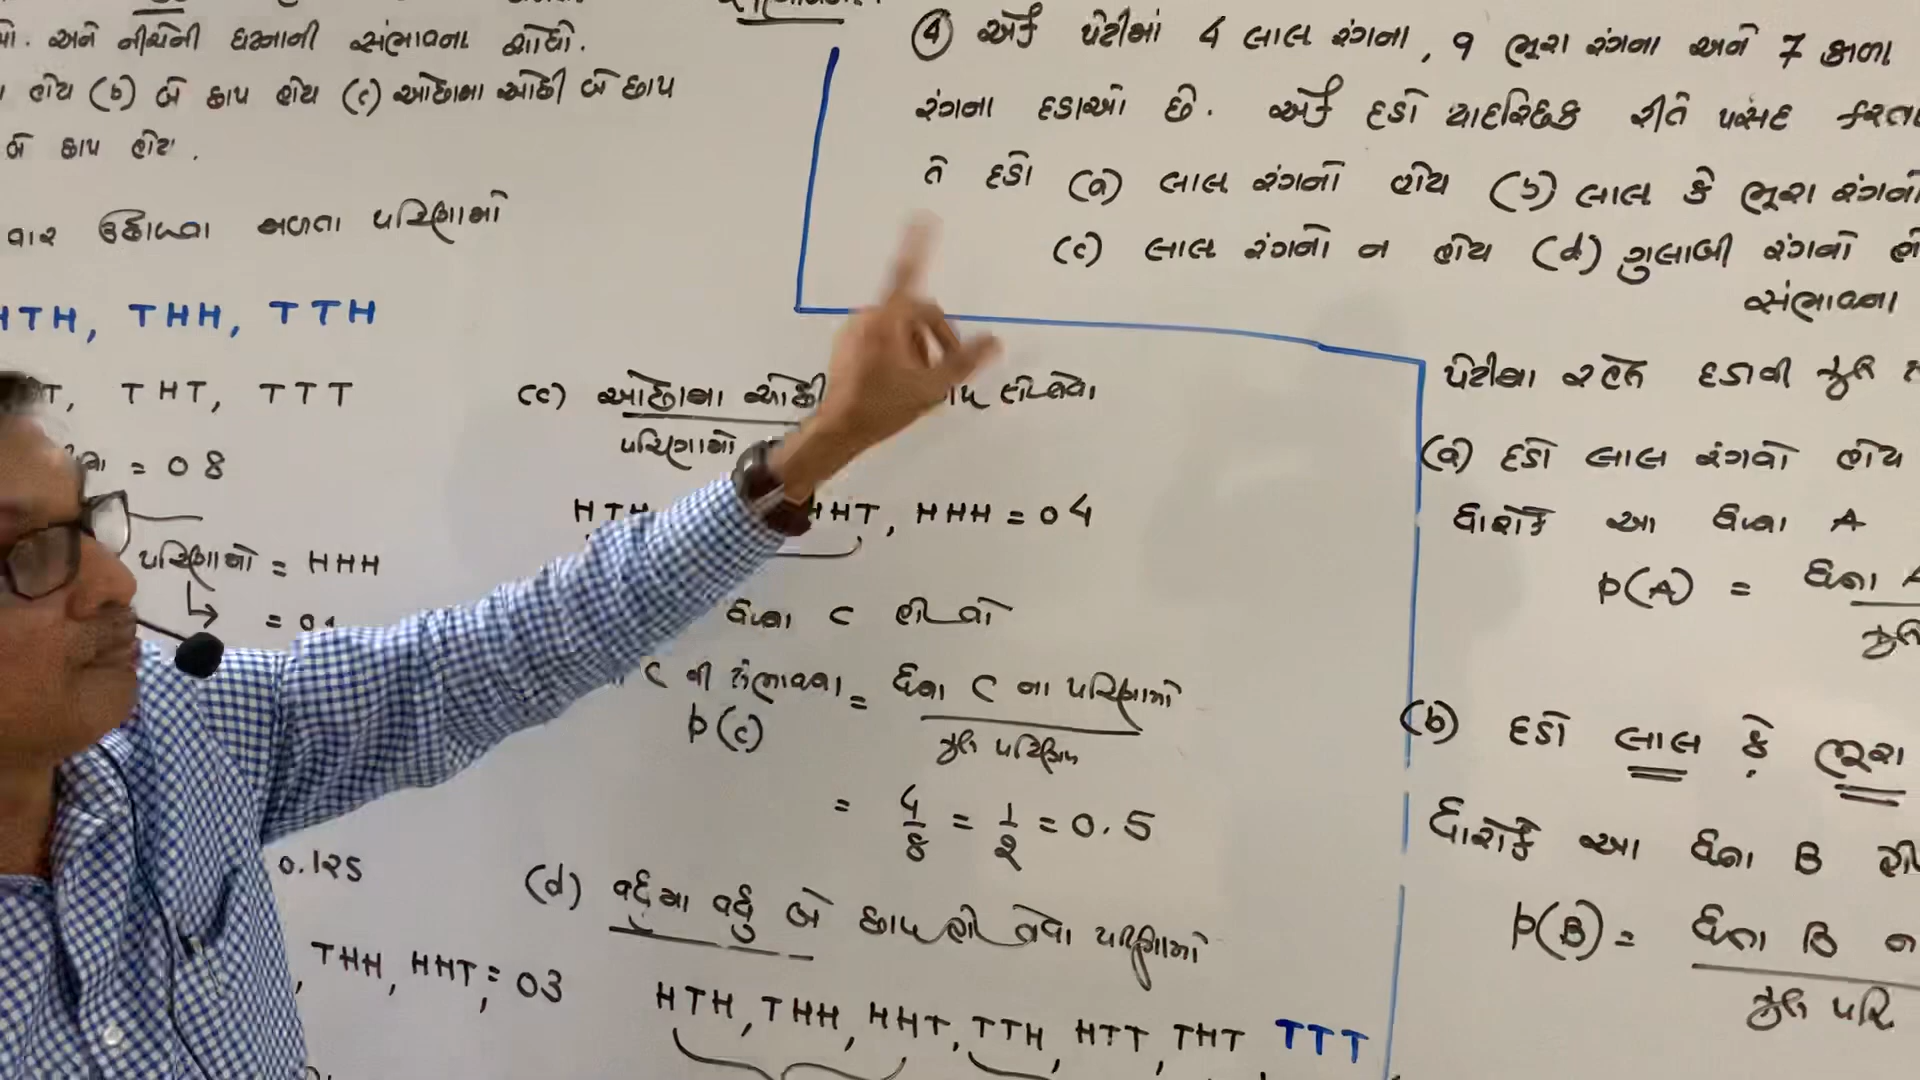 યો. અને નીચેની ઘટનાની સંભાવના શોધો.
હોય (b) બે છાપ હોય (c) ઓછામા ઓછી બે છાપ
બે છાપ હોય.
વાર ઉછાળવા મળતા પરિણામો
HTH, THH, TTH
T, THT, TTT
= 08
પરિણામો = HHH
= 01
0.125
, THH, HHT, = 03
(c) ઓછામા ઓછી
પરિણામો
HTH, HHT, HHH = 04
ઘટના C હોય તો
C ની સંભાવના = ઘટના C ના પરિણામો
p(c) કુલ પરિણામ
= 4/8 = 1/2 = 0.5
(d) વધુમા વધુ બે છાપ હોય તેવા પરિણામો
HTH, THH, HHT, TTH, HTT, THT TTT
④ એક પેટીમાં 4 લાલ રંગના, 9 ભૂરા રંગના અને 7 કાળા
રંગના દડાઓ છે. એક દડો યાદચ્છિક રીતે પસંદ કરતા
તે દડો (a) લાલ રંગનો હોય (b) લાલ કે ભૂરા રંગનો
(c) લાલ રંગનો ન હોય (d) ગુલાબી રંગનો હો
સંભાવના
પેટીમા રહેલ દડાની કુલ
(a) દડો લાલ રંગનો હોય
ધારોકે આ ઘટના A
p(A) = ઘટના A
કુલ
(b) દડો લાલ કે ભૂરા
ધારોકે આ ઘટના B હો
p(B) = ઘટના B ન
કુલ પરિ